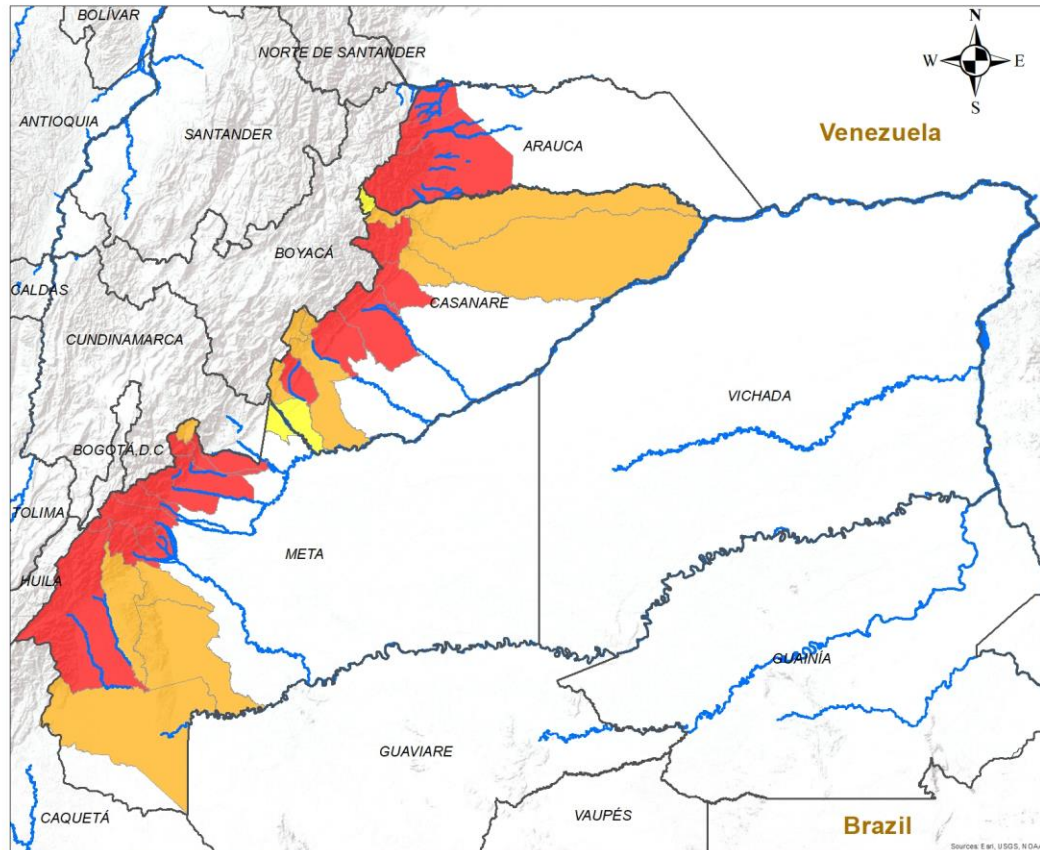 BOLÍVAR
N
NORTE DE SANTANDER
W E
S
ANTIOQUIA
SANTANDER
ARAUCA
Venezuela
BOYACÁ
CALDAS
CASANARE
CUNDINAMARCA
VICHADA
BOGOTÁ,D.C
TOLIMA
META
HUILA
GUAINÍA
GUAVIARE
CAQUETÁ
VAUPÉS
Brazil
Sources: Esri, USGS, NOAA